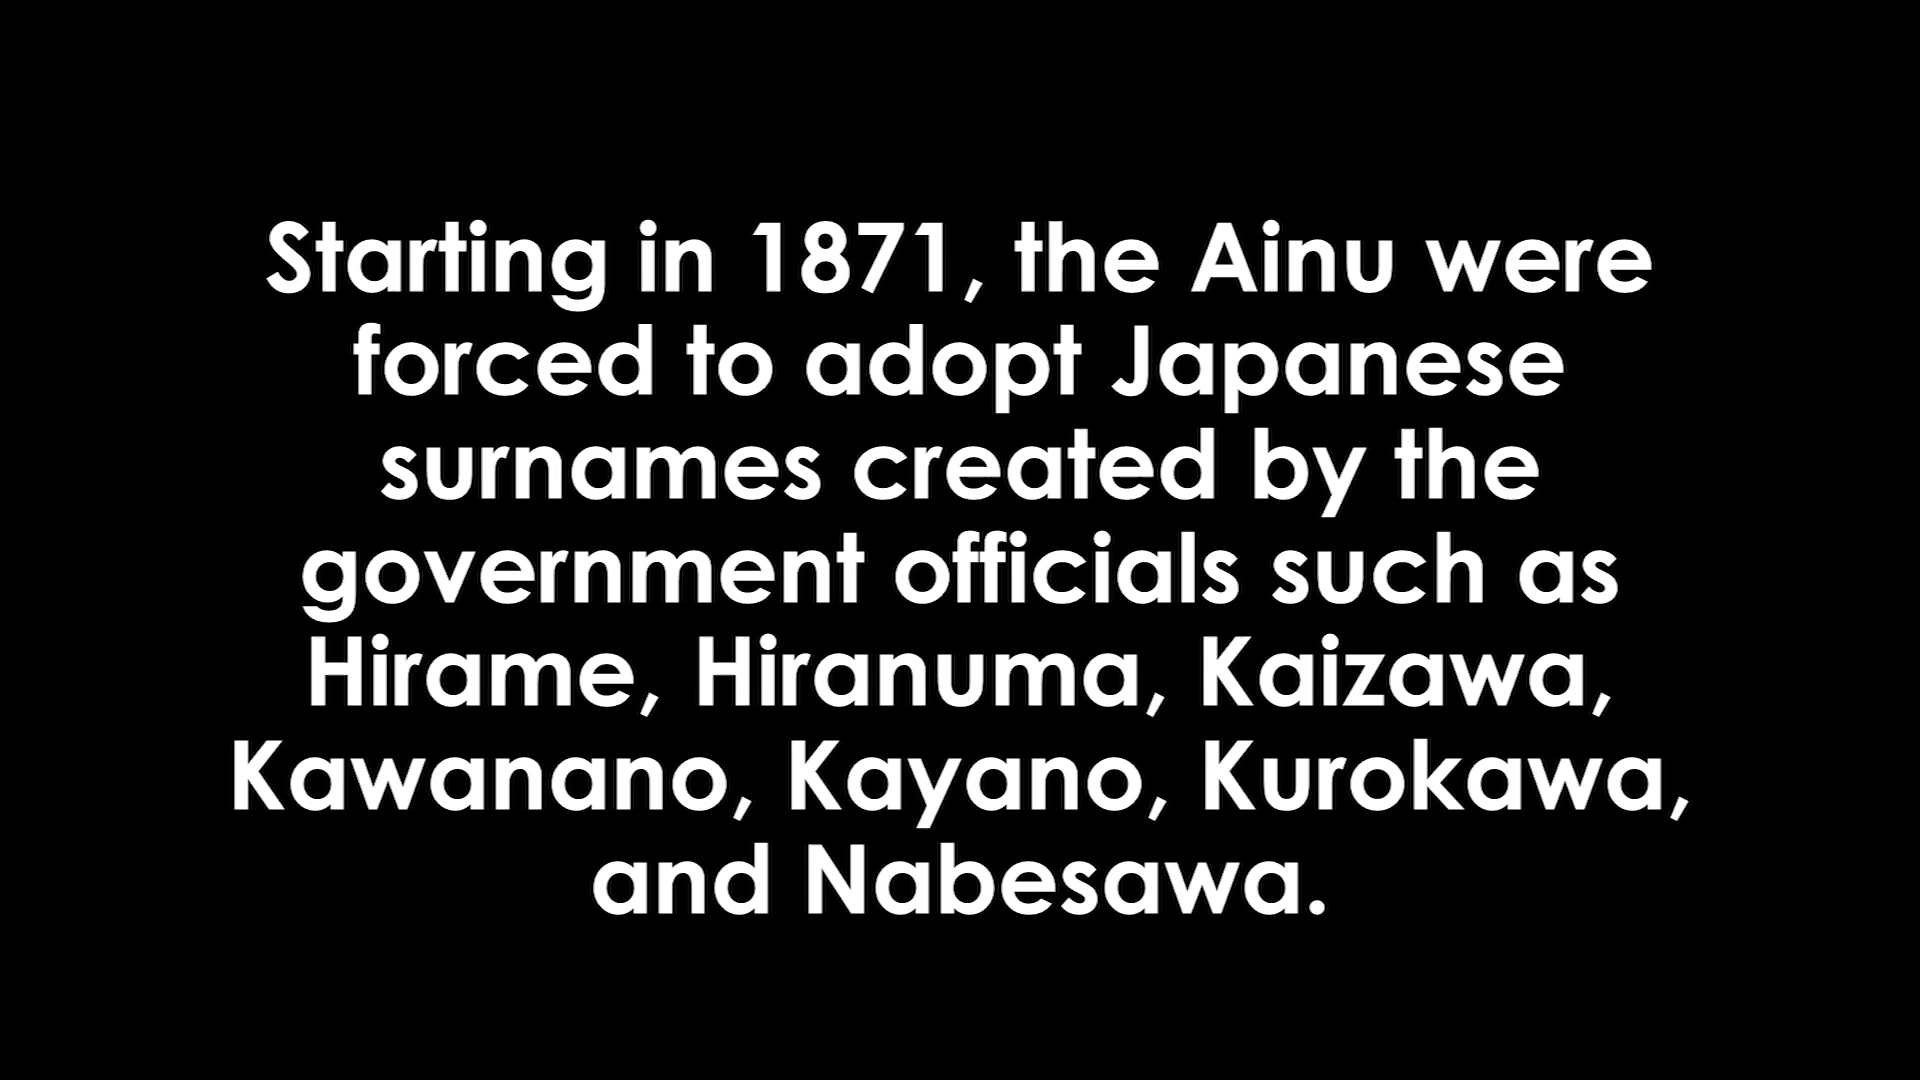 Starting in 1871, the Ainu were
forced to adopt Japanese
surnames created by the
government officials such as
Hirame, Hiranuma, Kaizawa,
Kawanano, Kayano, Kurokawa,
and Nabesawa.